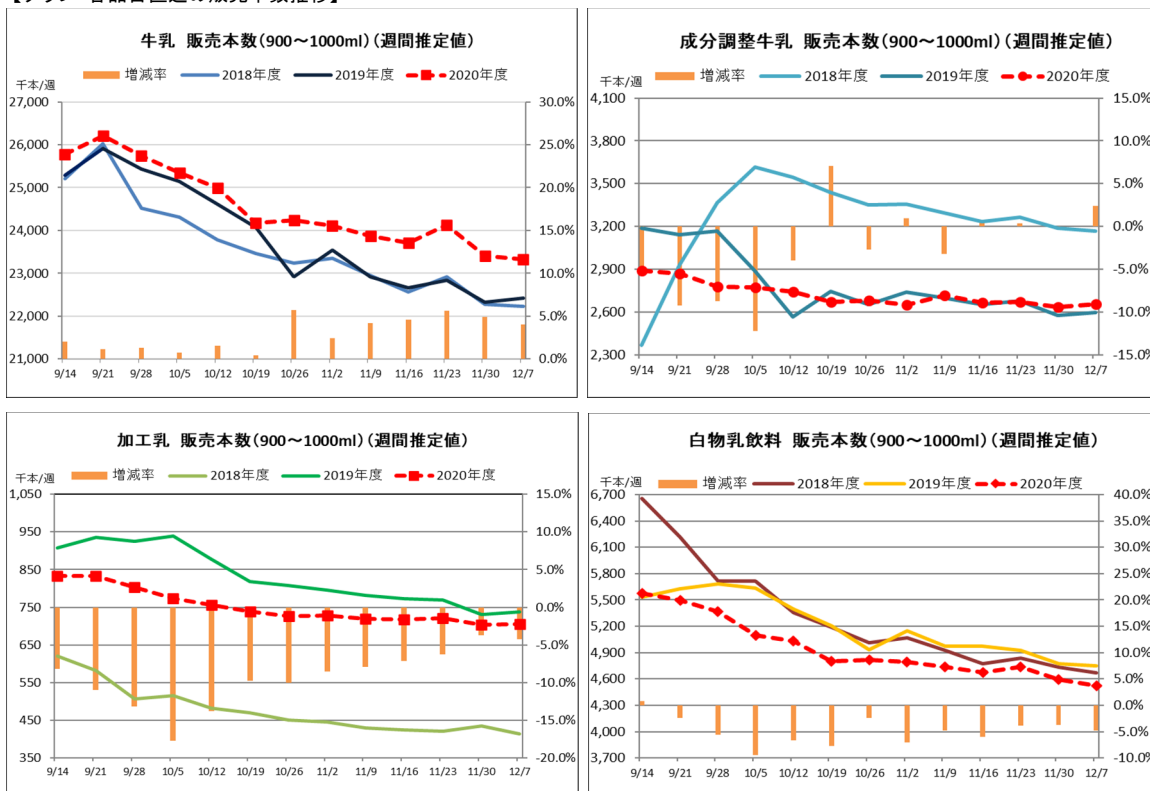 牛乳 販売本数(900～1000ml)(週間推定値)
千本/週
増減率 2018年度 2019年度 2020年度
27,000 30.0%
26,000 25.0%
25,000 20.0%
24,000 15.0%
23,000 10.0%
22,000 5.0%
21,000 0.0%
9/14 9/21 9/28 10/5 10/12 10/19 10/26 11/2 11/9 11/16 11/23 11/30 12/7
成分調整牛乳 販売本数(900～1000ml)(週間推定値)
千本/週
増減率 2018年度 2019年度 2020年度
4,100 15.0%
3,800 10.0%
3,500 5.0%
3,200 0.0%
2,900 -5.0%
2,600 -10.0%
2,300 -15.0%
9/14 9/21 9/28 10/5 10/12 10/19 10/26 11/2 11/9 11/16 11/23 11/30 12/7
加工乳 販売本数(900～1000ml)(週間推定値)
千本/週
増減率 2018年度 2019年度 2020年度
1,050 15.0%
950 10.0%
850 5.0%
750 0.0%
650 -5.0%
550 -10.0%
450 -15.0%
350 -20.0%
9/14 9/21 9/28 10/5 10/12 10/19 10/26 11/2 11/9 11/16 11/23 11/30 12/7
白物乳飲料 販売本数(900～1000ml)(週間推定値)
千本/週
増減率 2018年度 2019年度 2020年度
6,700 40.0%
6,400 35.0%
6,100 30.0%
5,800 25.0%
5,500 20.0%
5,200 15.0%
4,900 10.0%
4,600 5.0%
4,300 0.0%
4,000 -5.0%
3,700 -10.0%
9/14 9/21 9/28 10/5 10/12 10/19 10/26 11/2 11/9 11/16 11/23 11/30 12/7